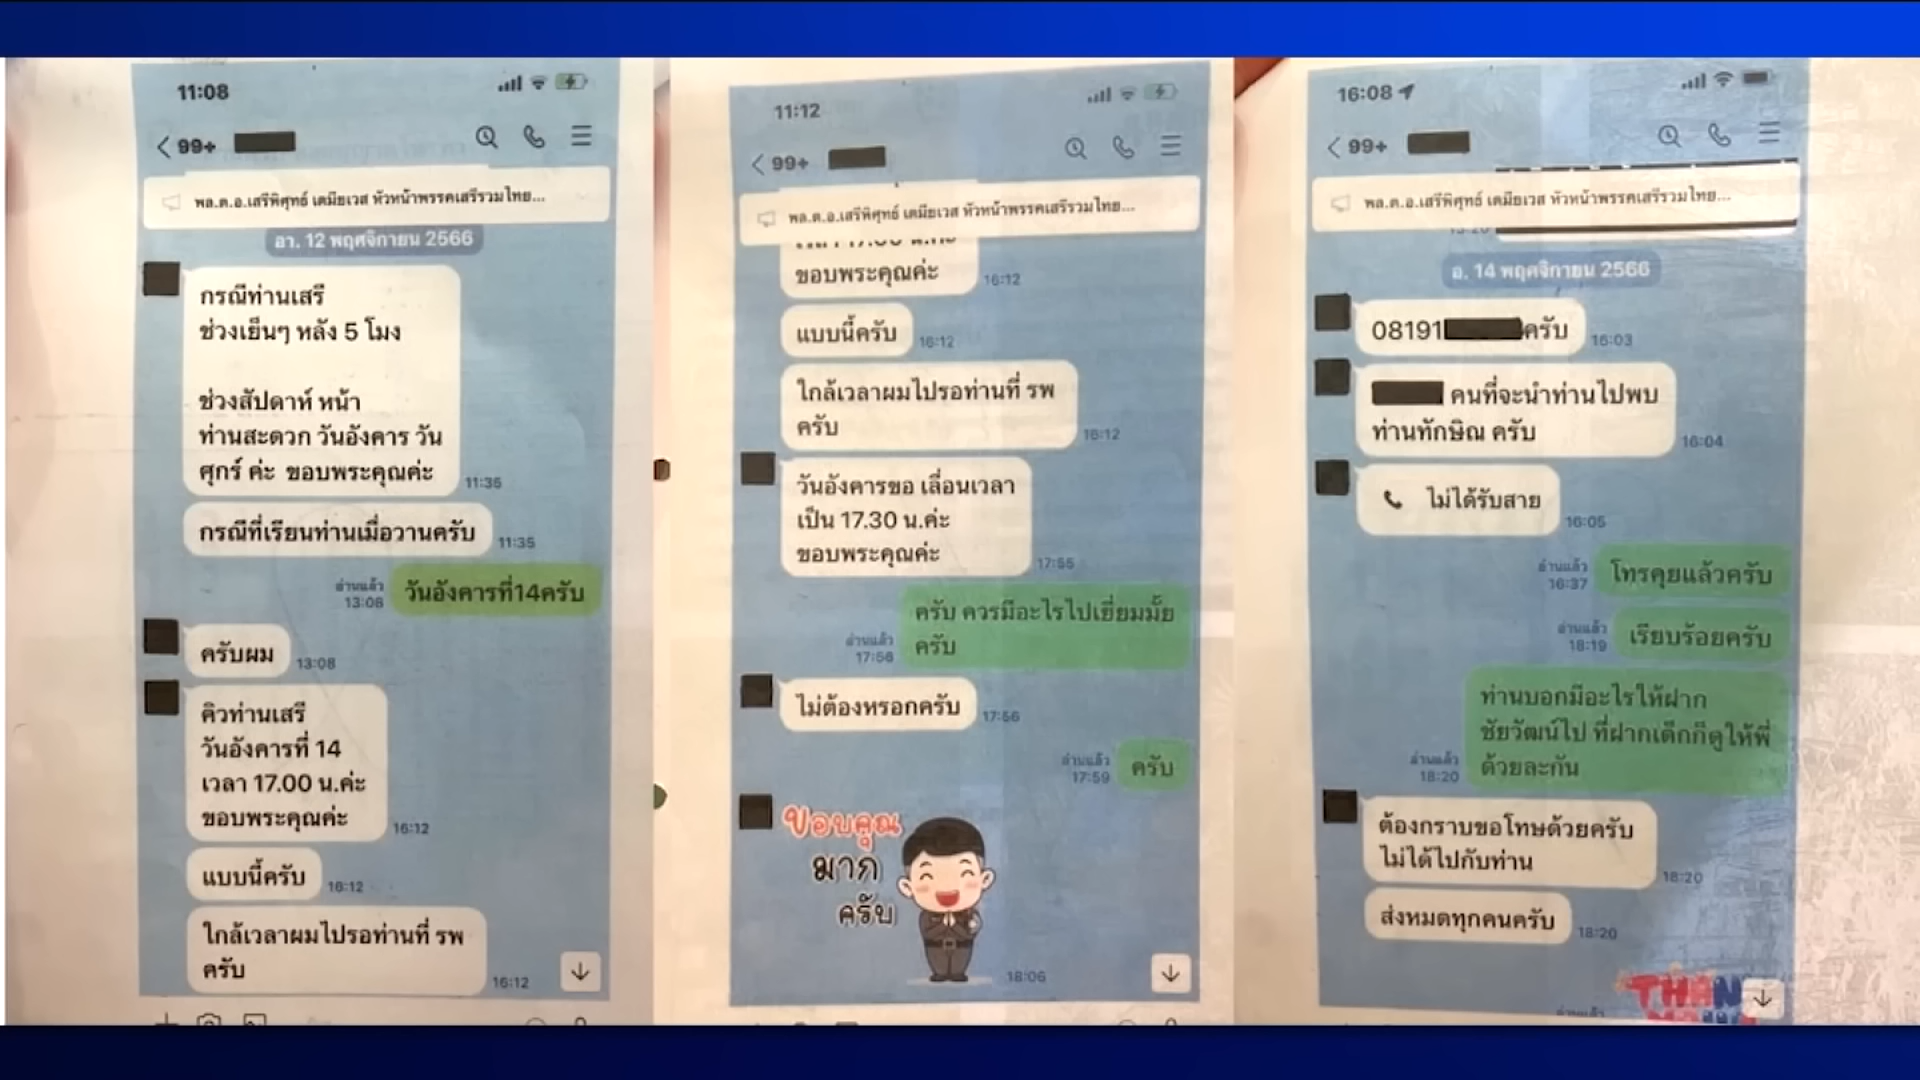 11:08
99+
พล.ต.อ.เสรีพิศุทธ์ เตมียเวส หัวหน้าพรรคเสรีรวมไทย...
อา. 12 พฤศจิกายน 2566
กรณีท่านเสรี
ช่วงเย็นๆ หลัง 5 โมง
ช่วงสัปดาห์ หน้า
ท่านสะดวก วันอังคาร วัน
ศุกร์ ค่ะ ขอบพระคุณค่ะ
11:35
กรณีที่เรียนท่านเมื่อวานครับ
11:35
อ่านแล้ว
13:08
วันอังคารที่14ครับ
ครับผม
13:08
คิวท่านเสรี
วันอังคารที่ 14
เวลา 17.00 น.ค่ะ
ขอบพระคุณค่ะ
16:12
แบบนี้ครับ
16:12
ใกล้เวลาผมไปรอท่านที่ รพ
ครับ
16:12
11:12
99+
พล.ต.อ.เสรีพิศุทธ์ เตมียเวส หัวหน้าพรรคเสรีรวมไทย...
เวลา 17.00 น.ค่ะ
ขอบพระคุณค่ะ
16:12
แบบนี้ครับ
16:12
ใกล้เวลาผมไปรอท่านที่ รพ
ครับ
16:12
วันอังคารขอ เลื่อนเวลา
เป็น 17.30 น.ค่ะ
ขอบพระคุณค่ะ
17:55
ครับ ควรมีอะไรไปเยี่ยมมั้ย
ครับ
อ่านแล้ว
17:56
ไม่ต้องหรอกครับ
17:56
อ่านแล้ว
17:59
ครับ
ขอบคุณ
มาก
ครับ
18:06
16:08
99+
พล.ต.อ.เสรีพิศุทธ์ เตมียเวส หัวหน้าพรรคเสรีรวมไทย...
อ. 14 พฤศจิกายน 2566
08191 ครับ
16:03
คนที่จะนำท่านไปพบ
ท่านทักษิณ ครับ
16:04
ไม่ได้รับสาย
16:05
อ่านแล้ว
16:37
โทรคุยแล้วครับ
อ่านแล้ว
18:19
เรียบร้อยครับ
ท่านบอกมีอะไรให้ฝาก
ชัยวัฒน์ไป ที่ฝากเด็กก็ดูให้พี่
ด้วยละกัน
อ่านแล้ว
18:20
ต้องกราบขอโทษด้วยครับ
ไม่ได้ไปกับท่าน
18:20
ส่งหมดทุกคนครับ
18:20
THAN
อ่านแล้ว